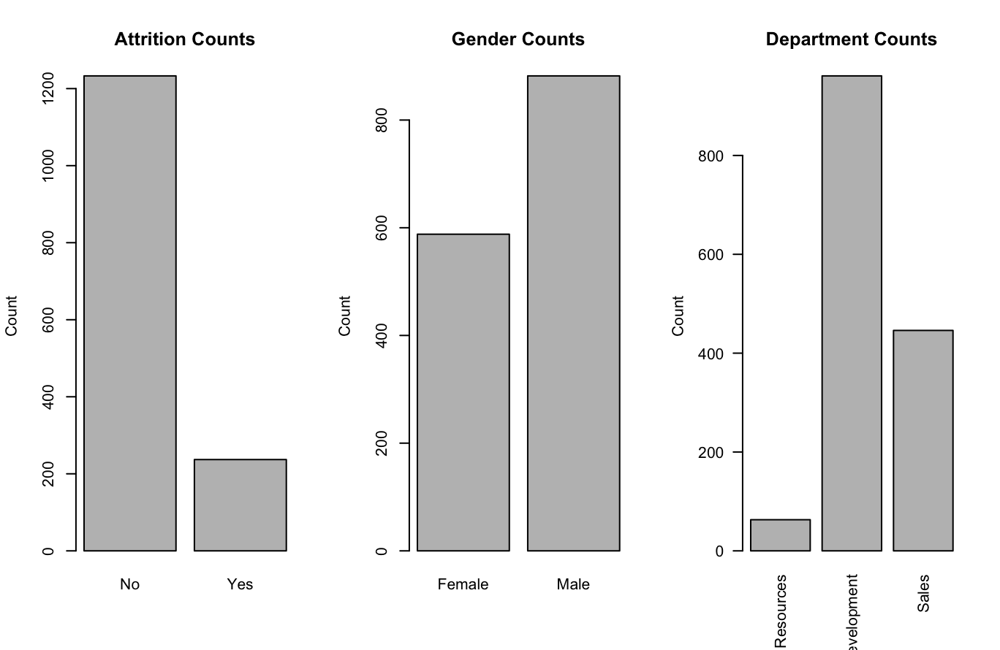 Attrition Counts
Count
0
200
400
600
800
1000
1200
No
Yes
Gender Counts
Count
0
200
400
600
800
Female
Male
Department Counts
Count
0
200
400
600
800
Resources
evelopment
Sales